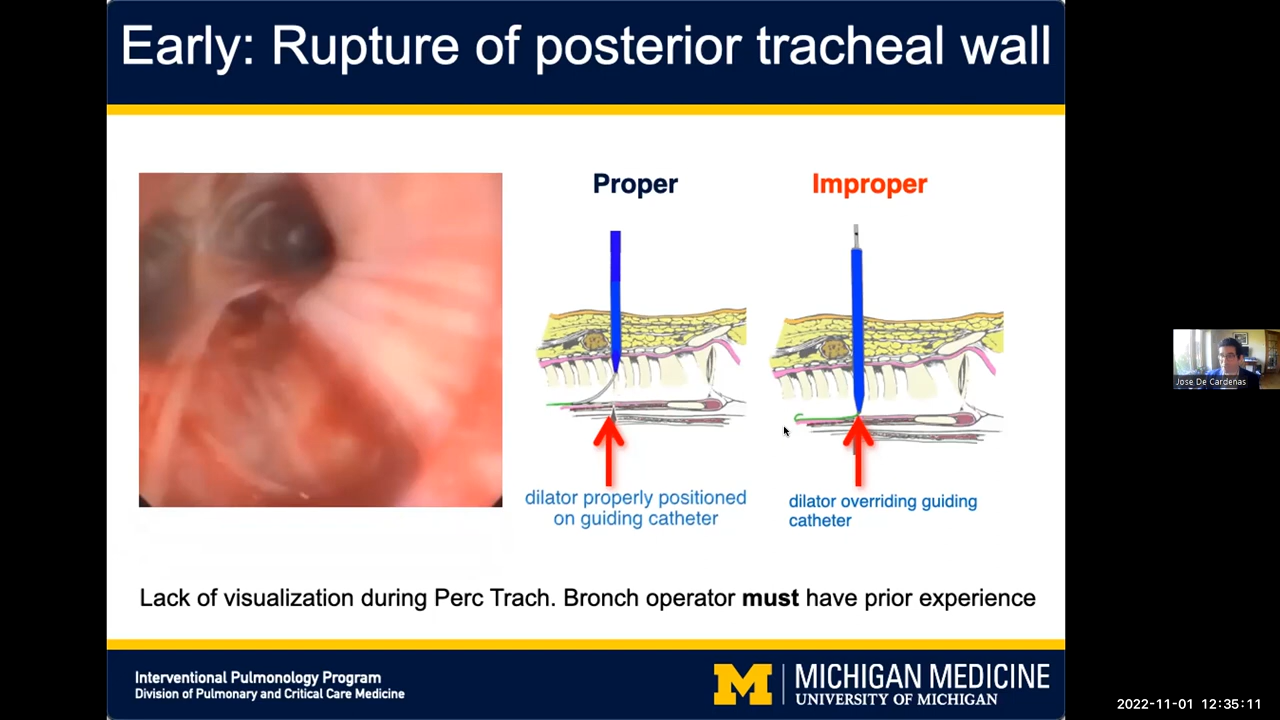 Early: Rupture of posterior tracheal wall
Proper
Improper
dilator properly positioned
on guiding catheter
dilator overriding guiding
catheter
Lack of visualization during Perc Trach. Bronch operator must have prior experience
Interventional Pulmonology Program
Division of Pulmonary and Critical Care Medicine
M
MICHIGAN MEDICINE
UNIVERSITY OF MICHIGAN
Jose De Cardenas
2022-11-01 12:35:11